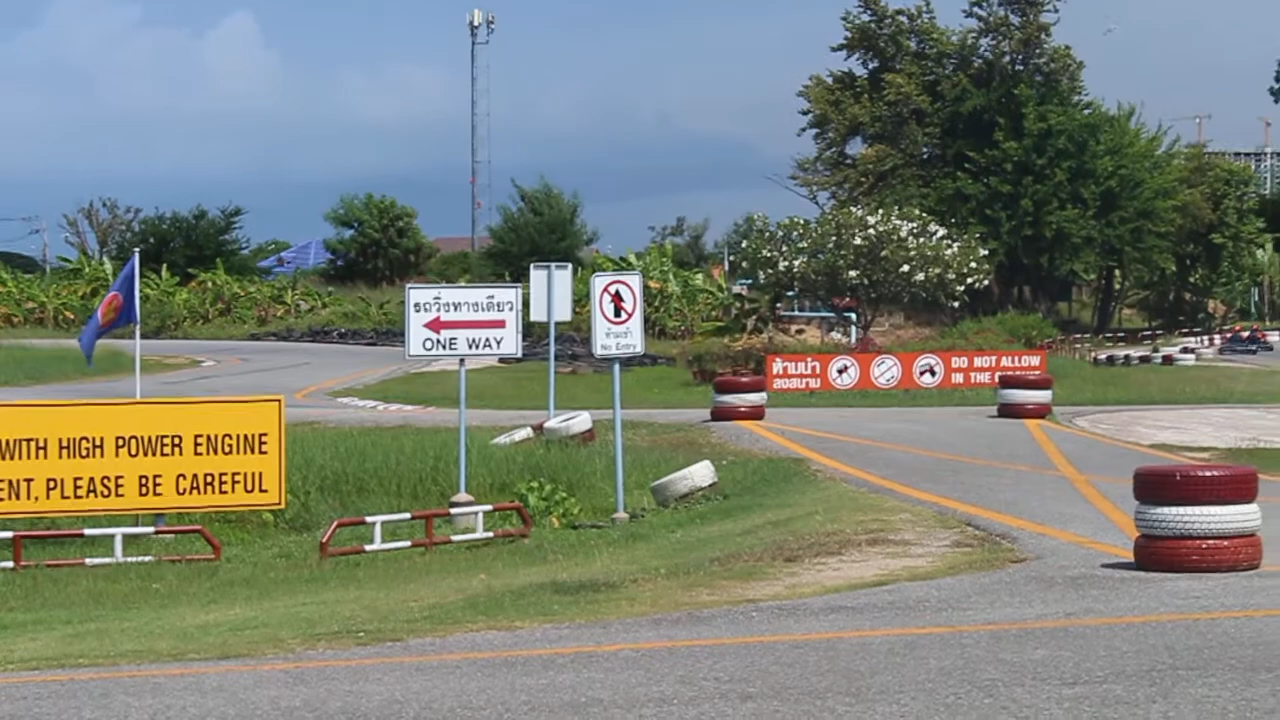 WITH HIGH POWER ENGINE
ENT, PLEASE BE CAREFUL
รถวิ่งทางเดียว
ONE WAY
ห้ามเข้า
No Entry
ห้ามนำ
ลงสนาม
DO NOT ALLOW
IN THE CIRCUIT